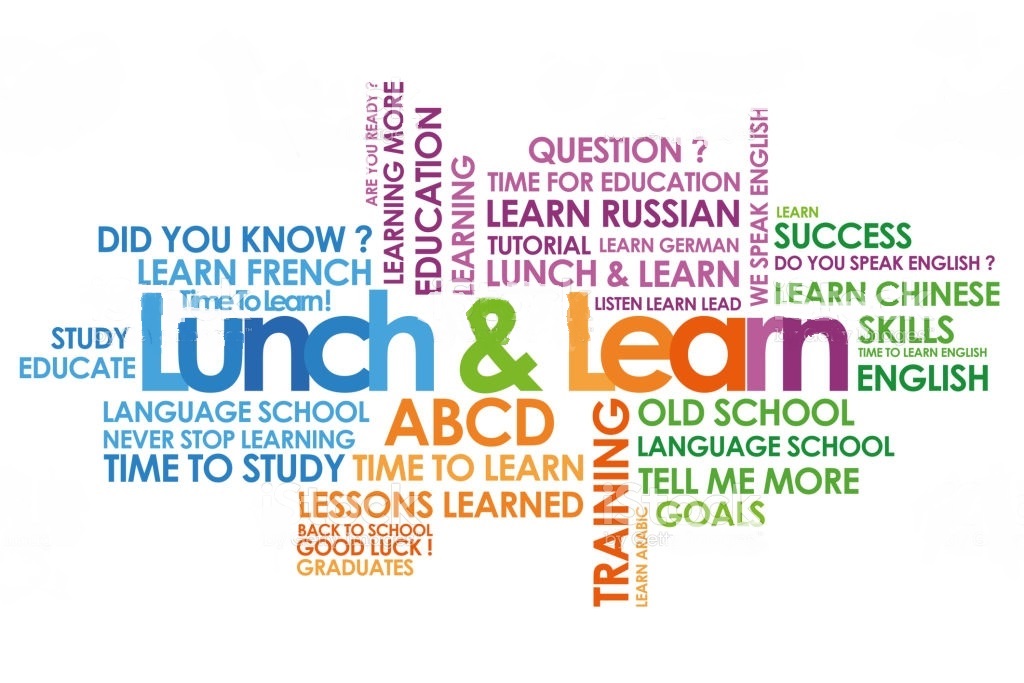 ARE YOU READY ?
LEARNING MORE
EDUCATION
LEARNING
QUESTION ?
TIME FOR EDUCATION
LEARN RUSSIAN
TUTORIAL LEARN GERMAN
LUNCH & LEARN
LISTEN LEARN LEAD
WE SPEAK ENGLISH
LEARN
SUCCESS
DO YOU SPEAK ENGLISH ?
LEARN CHINESE
DID YOU KNOW ?
LEARN FRENCH
Time To Learn!
STUDY
EDUCATE
Lunch & Learn
SKILLS
TIME TO LEARN ENGLISH
ENGLISH
LANGUAGE SCHOOL
NEVER STOP LEARNING
TIME TO STUDY
ABCD
TIME TO LEARN
LESSONS LEARNED
BACK TO SCHOOL
GOOD LUCK !
GRADUATES
TRAINING
LEARN ARABIC
OLD SCHOOL
LANGUAGE SCHOOL
TELL ME MORE
GOALS
iStock